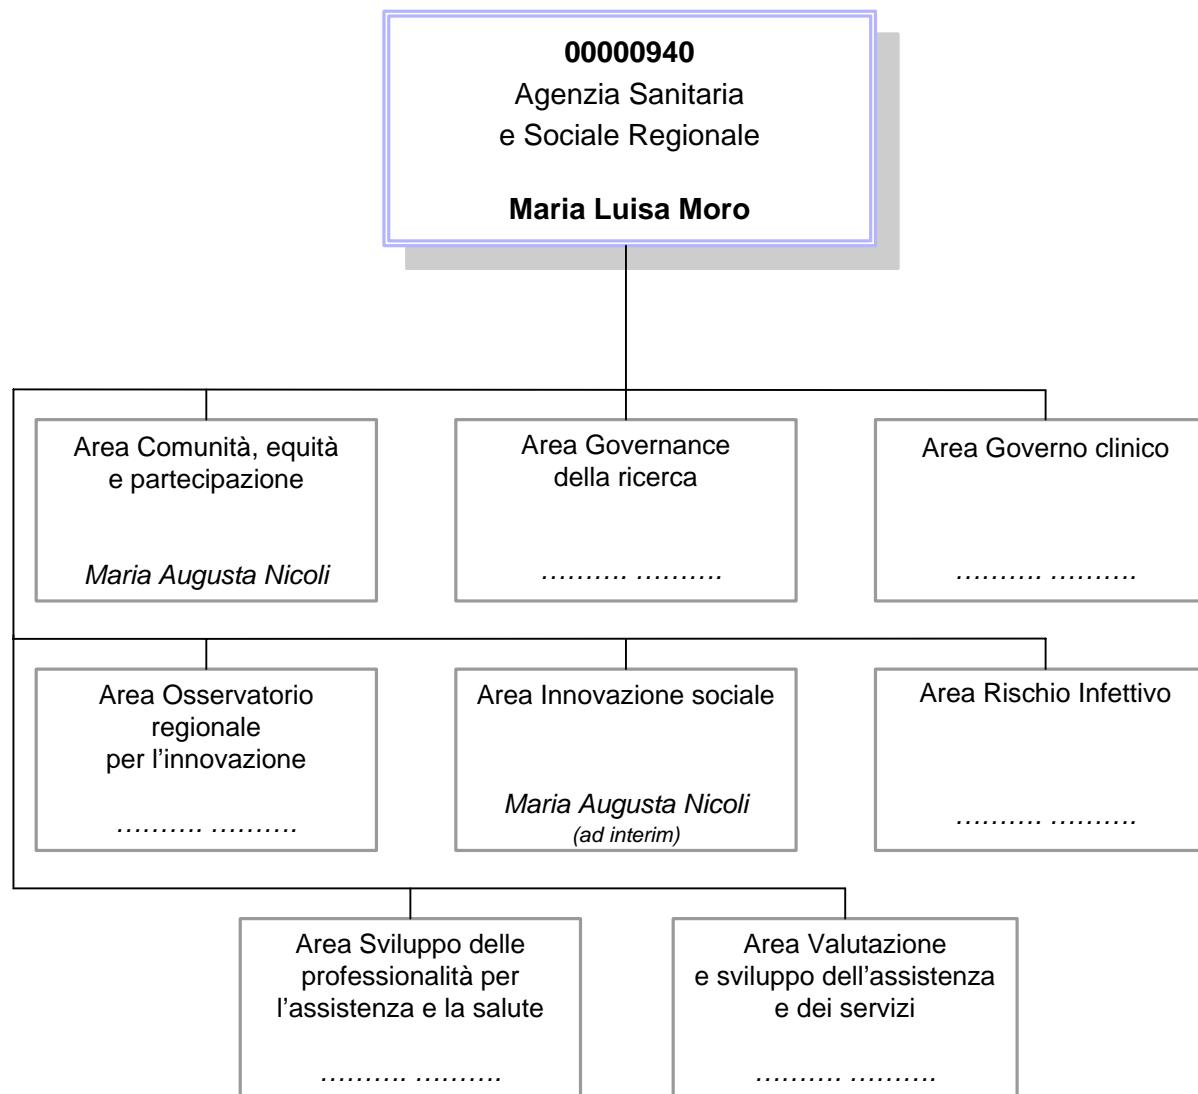 00000940
Agenzia Sanitaria
e Sociale Regionale
Maria Luisa Moro
Area Comunità, equità
e partecipazione
Maria Augusta Nicoli
Area Governance
della ricerca
.......... ..........
Area Governo clinico
.......... ..........
Area Osservatorio
regionale
per l’innovazione
.......... ..........
Area Innovazione sociale
Maria Augusta Nicoli
(ad interim)
Area Rischio Infettivo
.......... ..........
Area Sviluppo delle
professionalità per
l’assistenza e la salute
.......... ..........
Area Valutazione
e sviluppo dell’assistenza
e dei servizi
.......... ..........